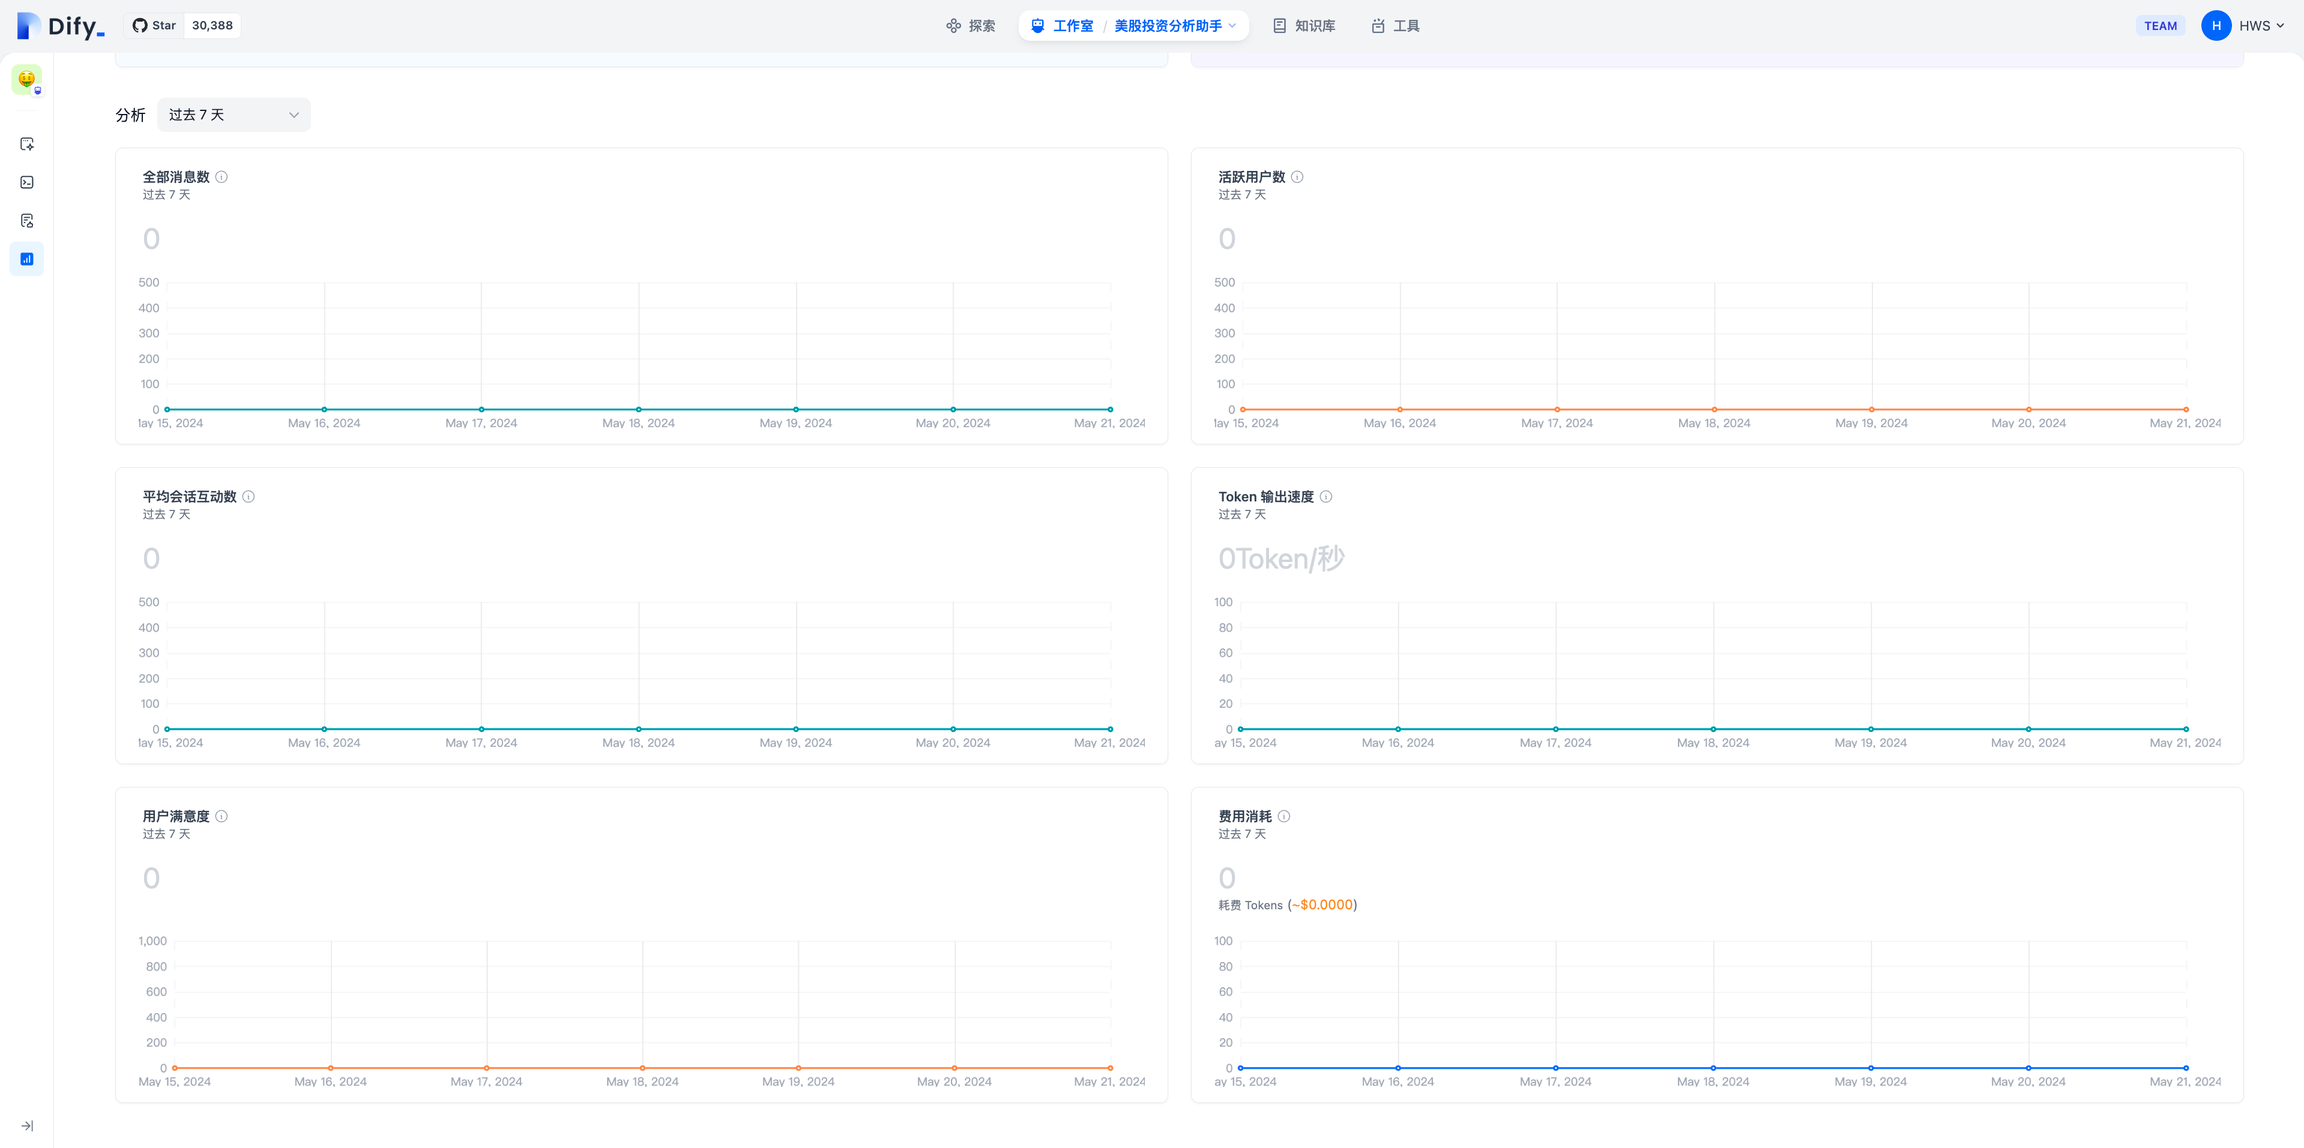 Dify_
Star 30,388
探索
工作室 / 美股投资分析助手
知识库
工具
TEAM
H HWS
分析 过去 7 天
全部消息数
过去 7 天
0
500
400
300
200
100
0
lay 15, 2024 May 16, 2024 May 17, 2024 May 18, 2024 May 19, 2024 May 20, 2024 May 21, 2024
活跃用户数
过去 7 天
0
500
400
300
200
100
0
ly 15, 2024 May 16, 2024 May 17, 2024 May 18, 2024 May 19, 2024 May 20, 2024 May 21, 2024
平均会话互动数
过去 7 天
0
500
400
300
200
100
0
lay 15, 2024 May 16, 2024 May 17, 2024 May 18, 2024 May 19, 2024 May 20, 2024 May 21, 2024
Token 输出速度
过去 7 天
0Token/秒
100
80
60
40
20
0
ay 15, 2024 May 16, 2024 May 17, 2024 May 18, 2024 May 19, 2024 May 20, 2024 May 21, 2024
用户满意度
过去 7 天
0
1,000
800
600
400
200
0
May 15, 2024 May 16, 2024 May 17, 2024 May 18, 2024 May 19, 2024 May 20, 2024 May 21, 2024
费用消耗
过去 7 天
0
耗费 Tokens (~$0.0000)
100
80
60
40
20
0
ay 15, 2024 May 16, 2024 May 17, 2024 May 18, 2024 May 19, 2024 May 20, 2024 May 21, 2024